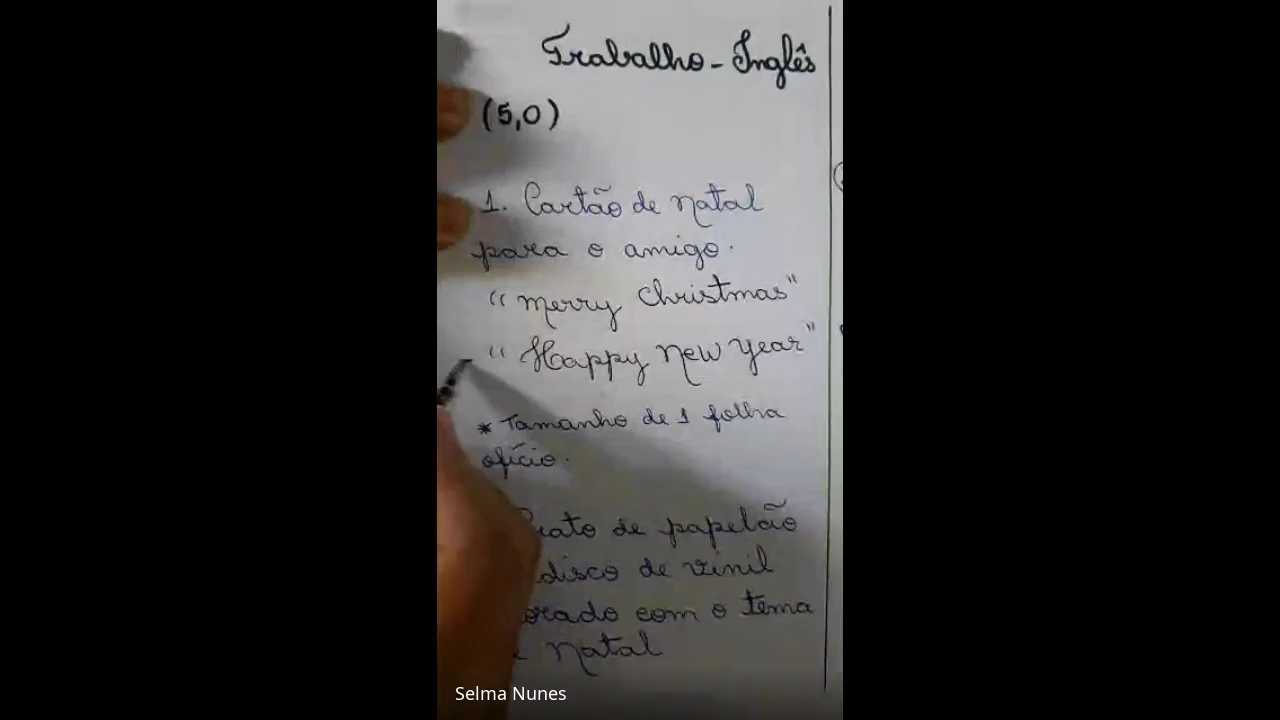 Trabalho - Inglês
(5,0)
1. Cartão de natal
para o amigo.
"merry christmas"
"Happy new year"
* Tamanho de 1 folha
ofício.
de papelão
disco de vinil
com o tema
natal
Selma Nunes